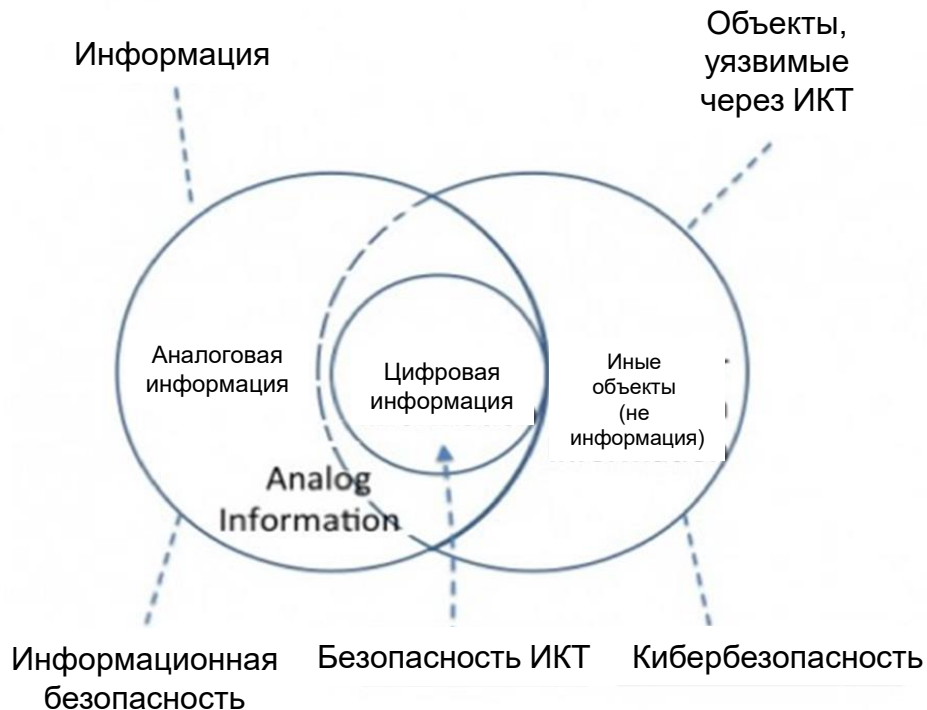 Информация
Объекты,
уязвимые
через ИКТ
Аналоговая
информация
Цифровая
информация
Иные
объекты
(не
информация)
Analog
Information
Информационная
безопасность
Безопасность ИКТ
Кибербезопасность